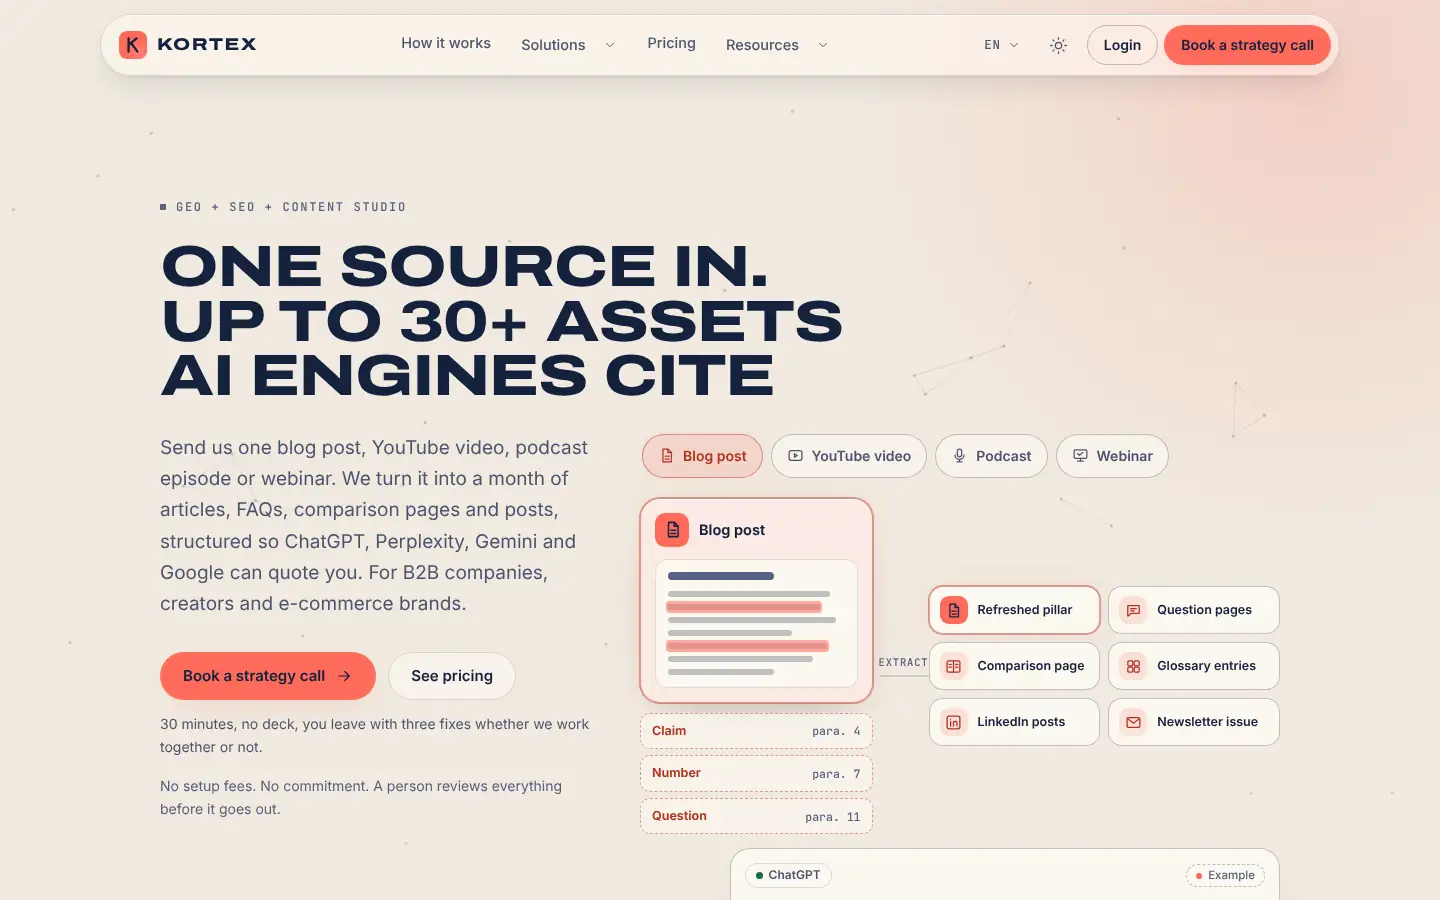 KORTEX
How it works
Solutions
Pricing
Resources
EN
Login
Book a strategy call
GEO + SEO + CONTENT STUDIO
ONE SOURCE IN.
UP TO 30+ ASSETS
AI ENGINES CITE
Send us one blog post, YouTube video, podcast
episode or webinar. We turn it into a month of
articles, FAQs, comparison pages and posts,
structured so ChatGPT, Perplexity, Gemini and
Google can quote you. For B2B companies,
creators and e-commerce brands.
Book a strategy call →
See pricing
30 minutes, no deck, you leave with three fixes whether we work
together or not.
No setup fees. No commitment. A person reviews everything
before it goes out.
Blog post
YouTube video
Podcast
Webinar
Blog post
Claim para. 4
Number para. 7
Question para. 11
EXTRACT
Refreshed pillar
Question pages
Comparison page
Glossary entries
LinkedIn posts
Newsletter issue
ChatGPT
Example